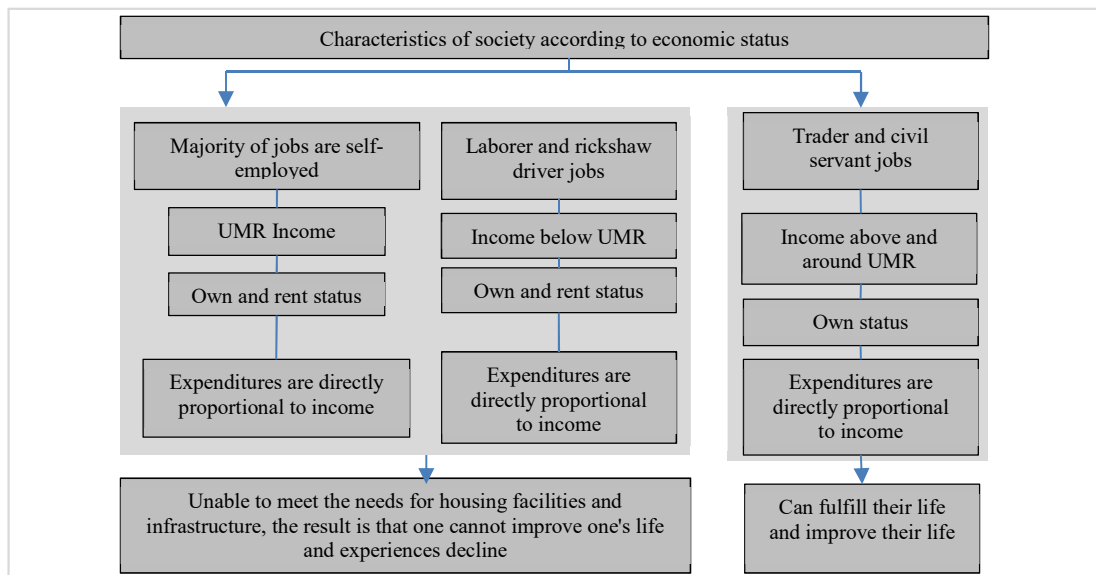 Characteristics of society according to economic status
Majority of jobs are self-
employed
UMR Income
Own and rent status
Expenditures are directly
proportional to income
Laborer and rickshaw
driver jobs
Income below UMR
Own and rent status
Expenditures are
directly proportional
to income
Trader and civil
servant jobs
Income above and
around UMR
Own status
Expenditures are
directly proportional
to income
Unable to meet the needs for housing facilities and
infrastructure, the result is that one cannot improve one's life
and experiences decline
Can fulfill their life
and improve their life